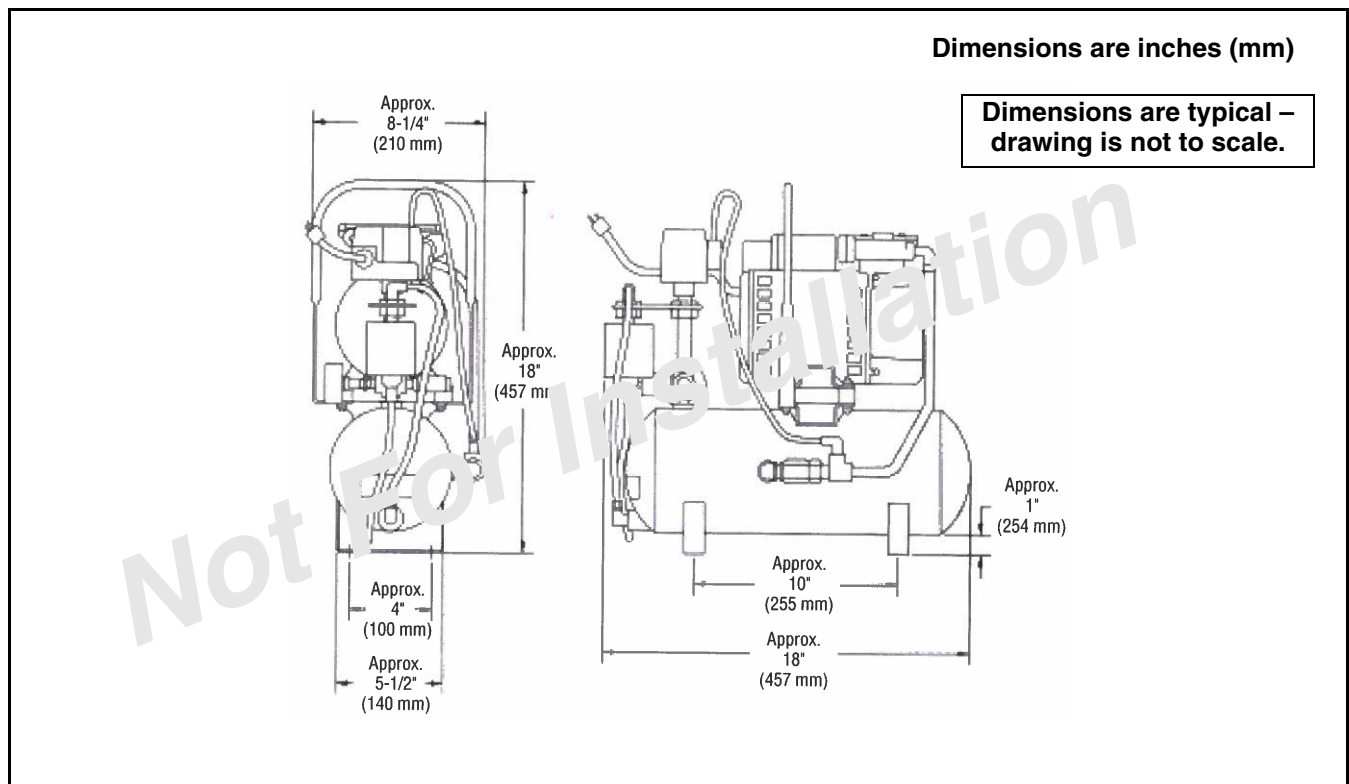 Dimensions are inches (mm)
Dimensions are typical –
drawing is not to scale.
Approx.
8-1/4"
(210 mm)
Approx.
18"
(457 mm)
Approx.
1"
(254 mm)
Approx.
10"
(255 mm)
Approx.
4"
(100 mm)
Approx.
18"
(457 mm)
Approx.
5-1/2"
(140 mm)
Not For Installation